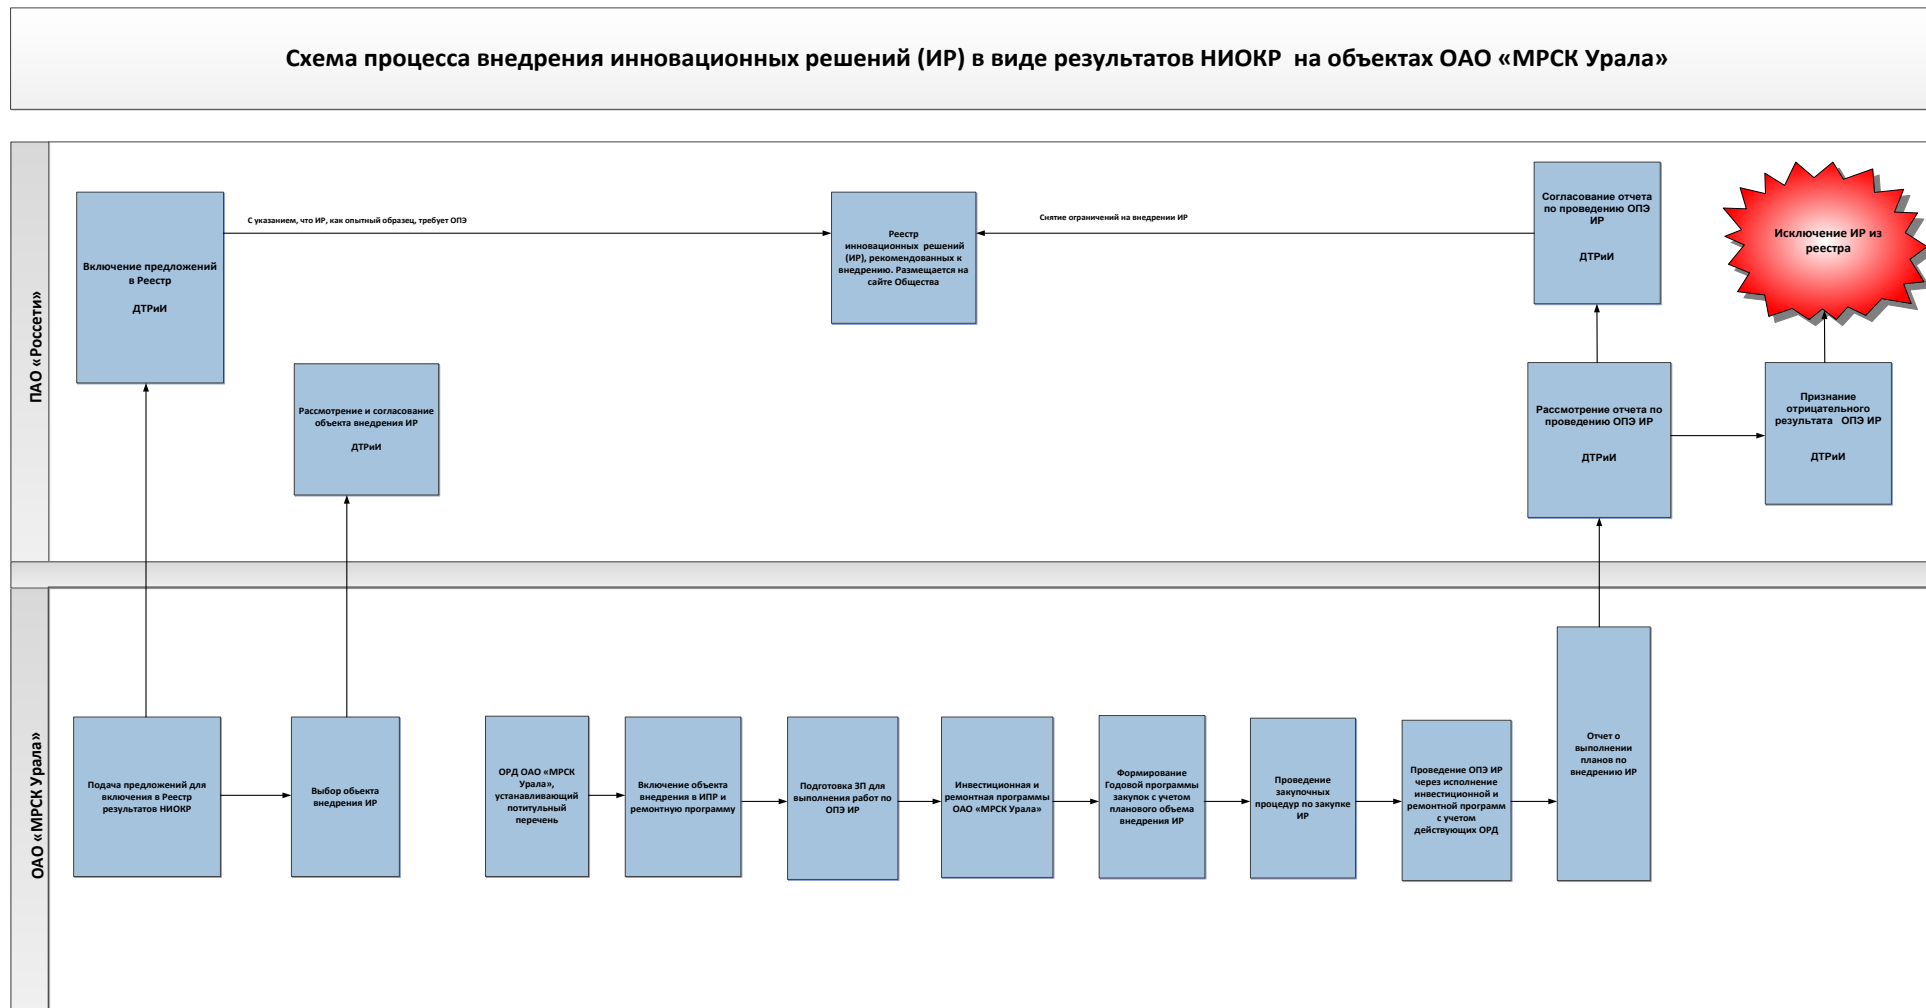 Схема процесса внедрения инновационных решений (ИР) в виде результатов НИОКР на объектах ОАО «МРСК Урала»
ПАО «Россети»
Включение предложений
в Реестр
ДТРиИ
С указанием, что ИР, как опытный образец, требует ОПЭ
Реестр
инновационных решений
(ИР), рекомендованных к
внедрению. Размещается на
сайте Общества
Снятие ограничений на внедрении ИР
Согласование отчета
по проведению ОПЭ
ИР
ДТРиИ
Исключение ИР из
реестра
Рассмотрение и согласование
объекта внедрения ИР
ДТРиИ
Рассмотрение отчета по
проведению ОПЭ ИР
ДТРиИ
Признание
отрицательного
результата ОПЭ ИР
ДТРиИ
ОАО «МРСК Урала»
Подача предложений для
включения в Реестр
результатов НИОКР
Выбор объекта
внедрения ИР
ОРД ОАО «МРСК
Урала»,
устанавливающий
потитульный
перечень
Включение объекта
внедрения в ИПР и
ремонтную программу
Подготовка ЗП для
выполнения работ по
ОПЭ ИР
Инвестиционная и
ремонтная программы
ОАО «МРСК Урала»
Формирование
Годовой программы
закупок с учетом
планового объема
внедрения ИР
Проведение
закупочных
процедур по закупке
ИР
Проведение ОПЭ ИР
через исполнение
инвестиционной и
ремонтной программ
с учетом
действующих ОРД
Отчет о
выполнении
планов по
внедрению ИР